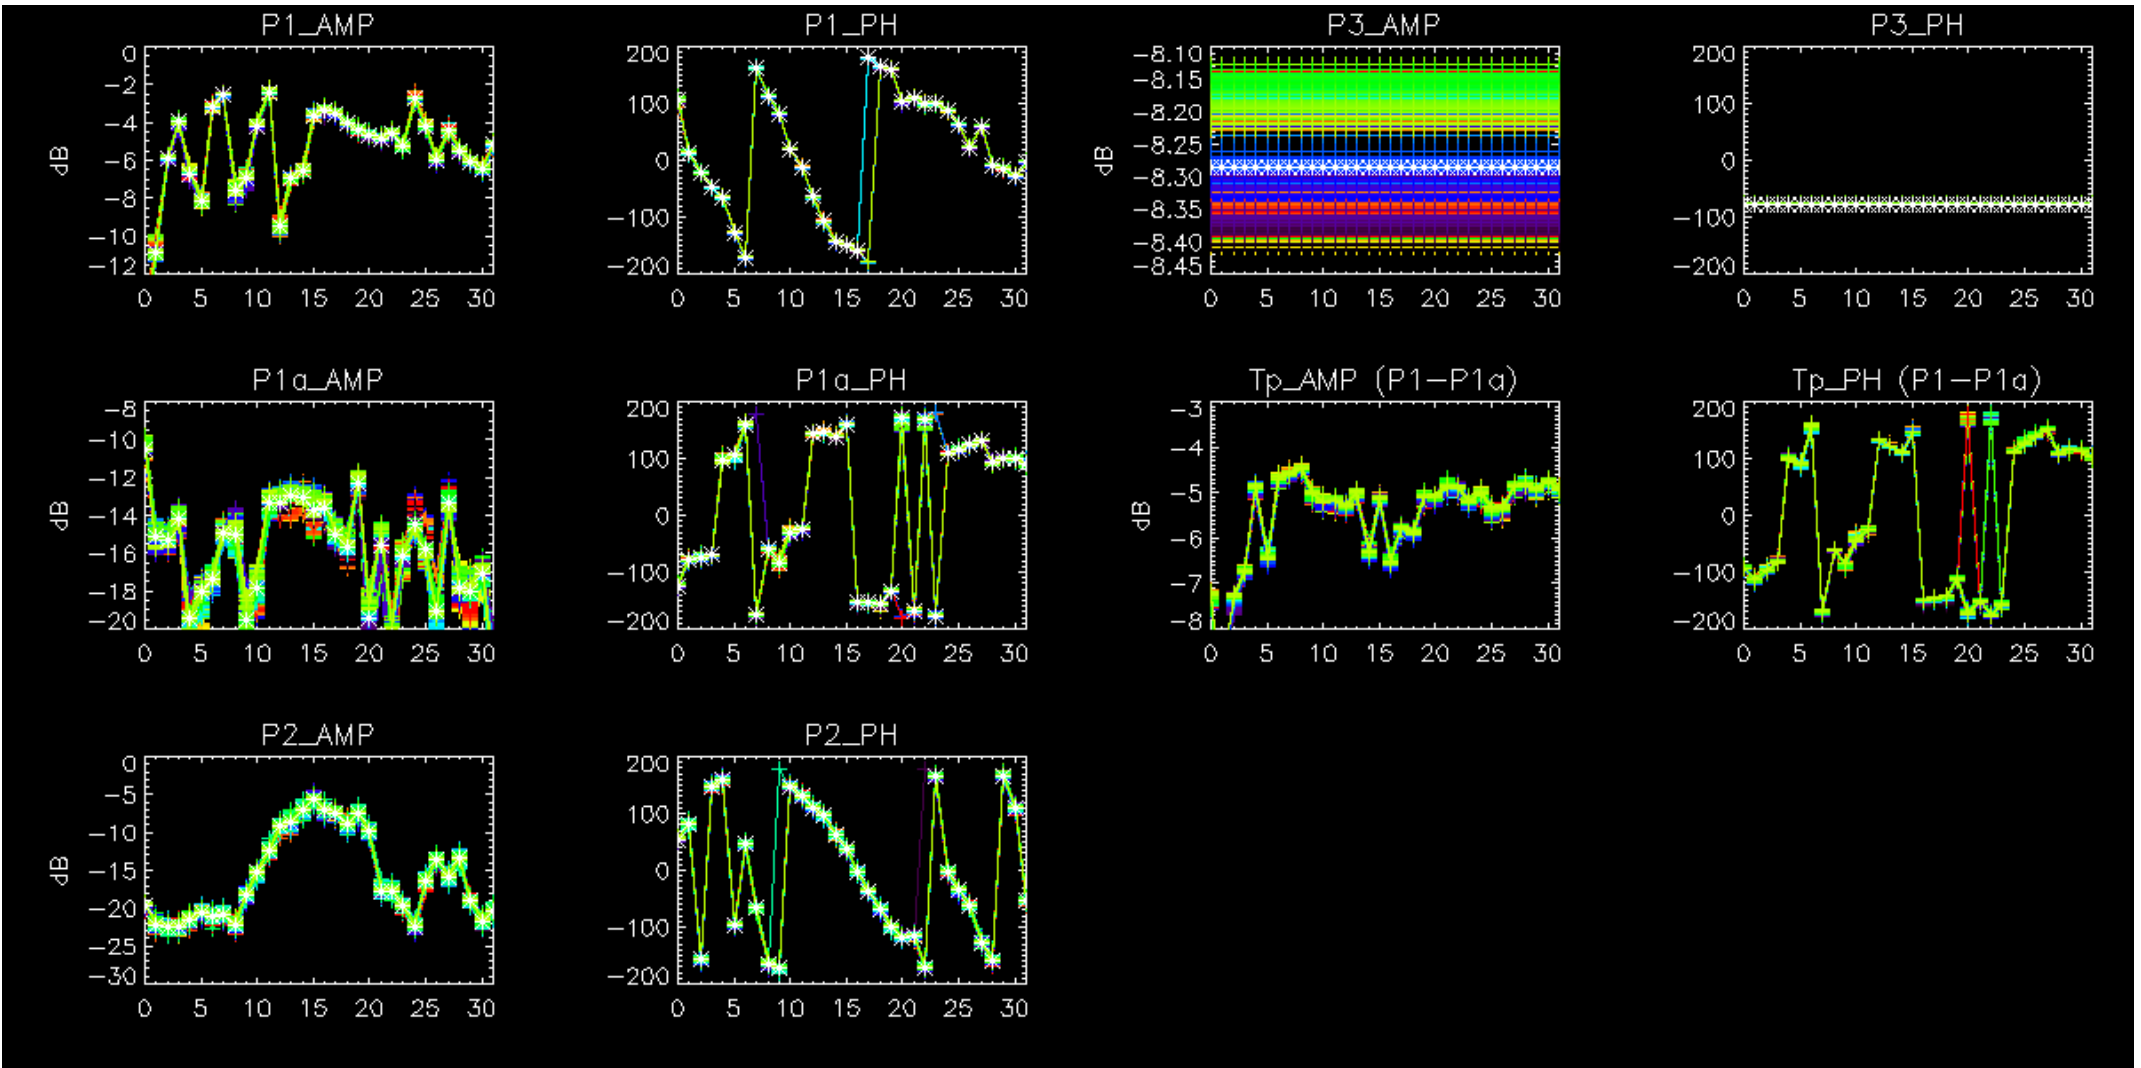 P1_AMP
P1_PH
P3_AMP
P3_PH
dB
0
−2
−4
−6
−8
−10
−12
0 5 10 15 20 25 30
200
100
0
−100
−200
0 5 10 15 20 25 30
dB
−8.10
−8.15
−8.20
−8.25
−8.30
−8.35
−8.40
−8.45
0 5 10 15 20 25 30
200
100
0
−100
−200
0 5 10 15 20 25 30
P1a_AMP
P1a_PH
Tp_AMP (P1−P1a)
Tp_PH (P1−P1a)
dB
−8
−10
−12
−14
−16
−18
−20
0 5 10 15 20 25 30
200
100
0
−100
−200
0 5 10 15 20 25 30
dB
−3
−4
−5
−6
−7
−8
0 5 10 15 20 25 30
200
100
0
−100
−200
0 5 10 15 20 25 30
P2_AMP
P2_PH
dB
0
−5
−10
−15
−20
−25
−30
0 5 10 15 20 25 30
200
100
0
−100
−200
0 5 10 15 20 25 30